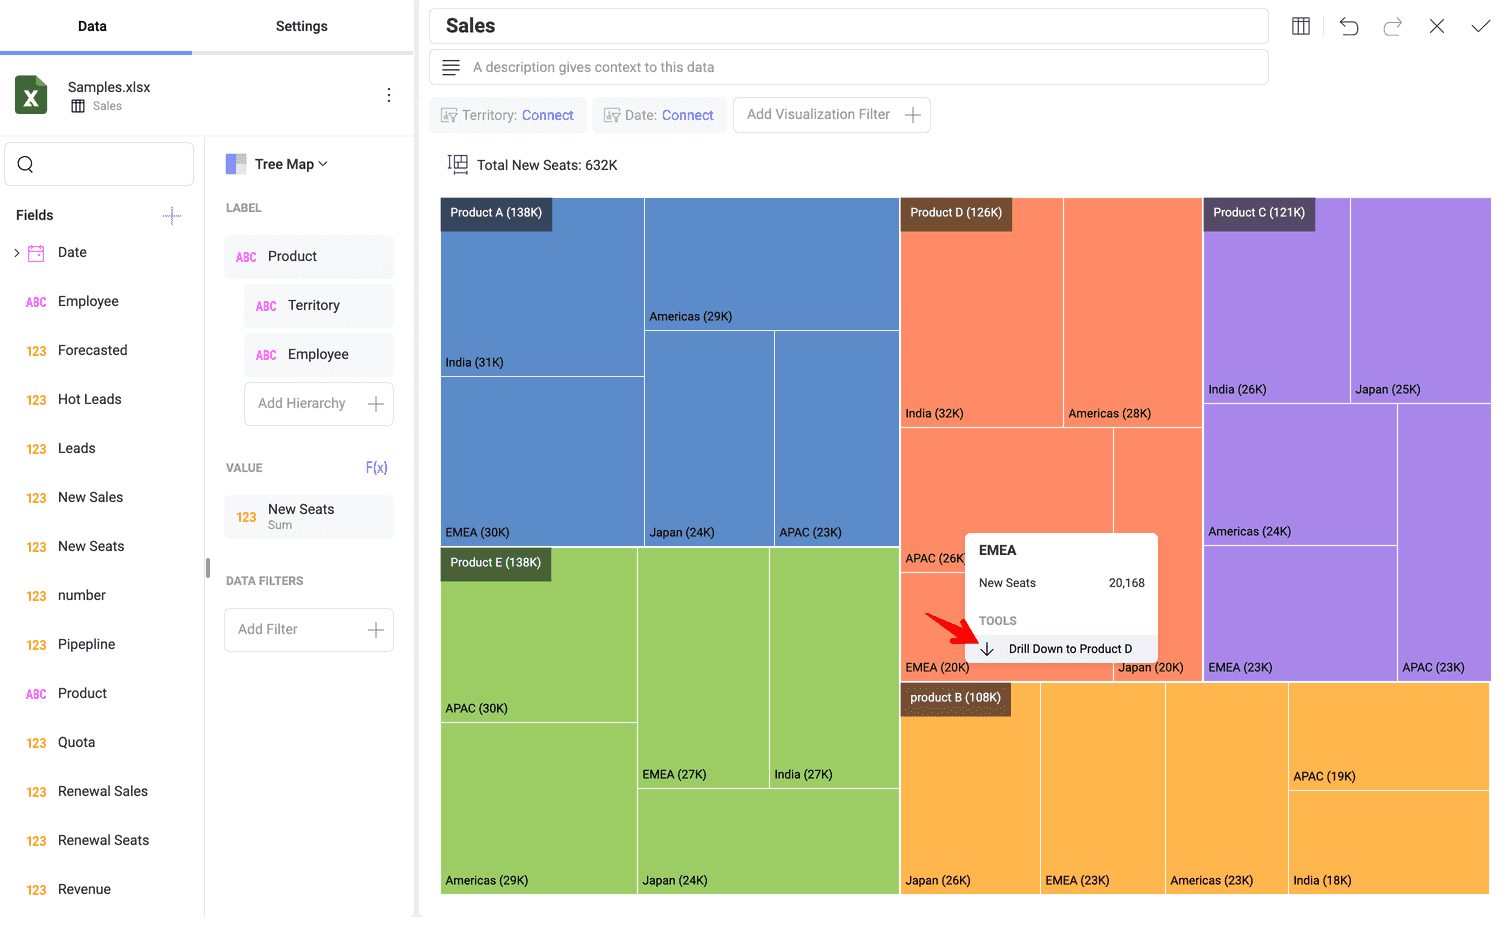 Data
Settings
Samples.xlsx
Sales
Fields
Date
ABC Employee
123 Forecasted
123 Hot Leads
123 Leads
123 New Sales
123 New Seats
123 number
123 Pipepline
ABC Product
123 Quota
123 Renewal Sales
123 Renewal Seats
123 Revenue
Tree Map
LABEL
ABC Product
ABC Territory
ABC Employee
Add Hierarchy
VALUE
F(x)
123 New Seats
Sum
DATA FILTERS
Add Filter
Sales
A description gives context to this data
Territory: Connect
Date: Connect
Add Visualization Filter
Total New Seats: 632K
Product A (138K)
India (31K)
Americas (29K)
EMEA (30K)
Japan (24K)
APAC (23K)
Product E (138K)
APAC (30K)
EMEA (27K)
India (27K)
Americas (29K)
Japan (24K)
Product D (126K)
India (32K)
Americas (28K)
APAC (26K
EMEA (20K)
Japan (20K)
EMEA
New Seats 20,168
TOOLS
Drill Down to Product D
Product C (121K)
India (26K)
Japan (25K)
Americas (24K)
EMEA (23K)
APAC (23K)
product B (108K)
Japan (26K)
EMEA (23K)
Americas (23K)
APAC (19K)
India (18K)
X